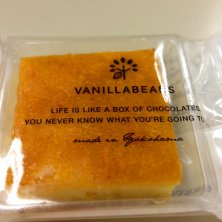 VANILLABEANS
LIFE IS LIKE A BOX OF CHOCOLATES
YOU NEVER KNOW WHAT YOU'RE GOING TO
made in Yokohama